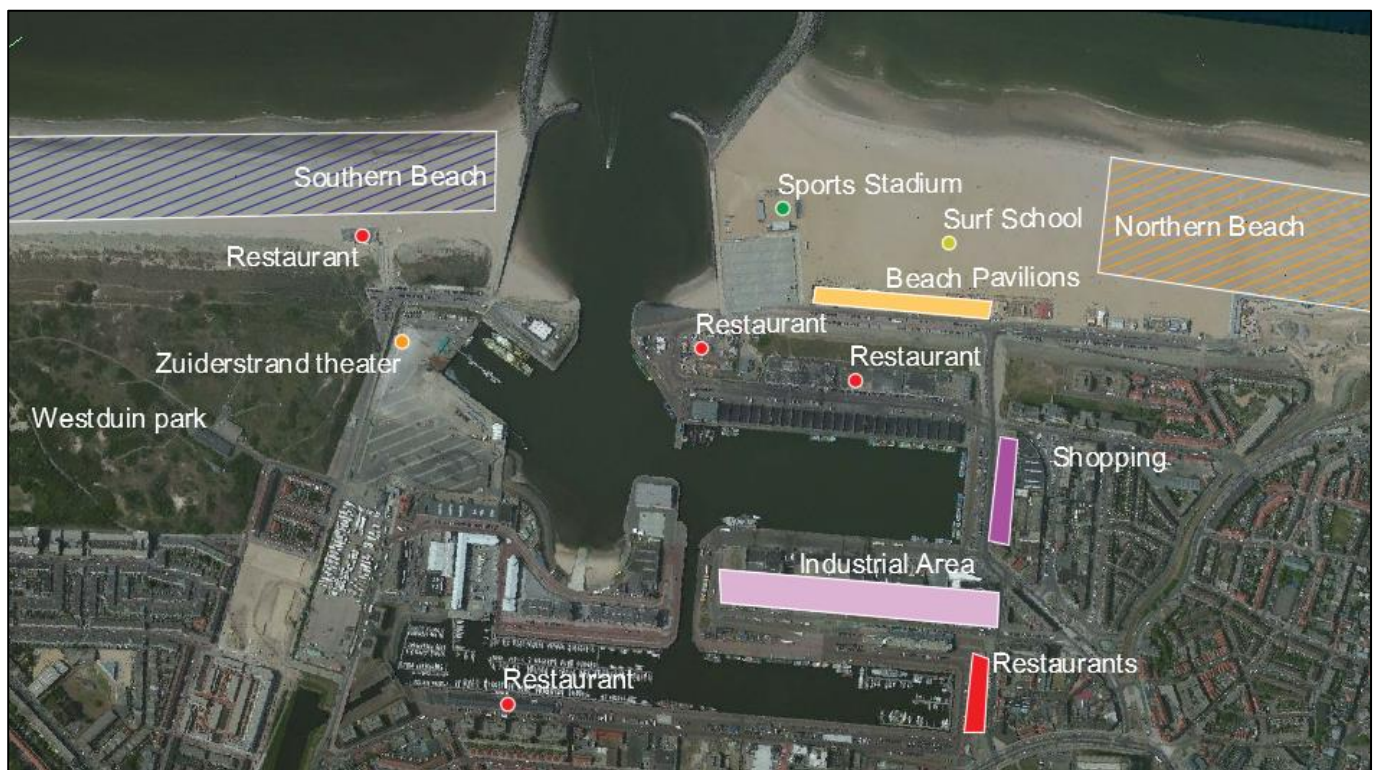 Southern Beach
Sports Stadium
Surf School
Northern Beach
Restaurant
Beach Pavilions
Restaurant
Restaurant
Zuiderstrand theater
Westduin park
Shopping
Industrial Area
Restaurants
Restaurant